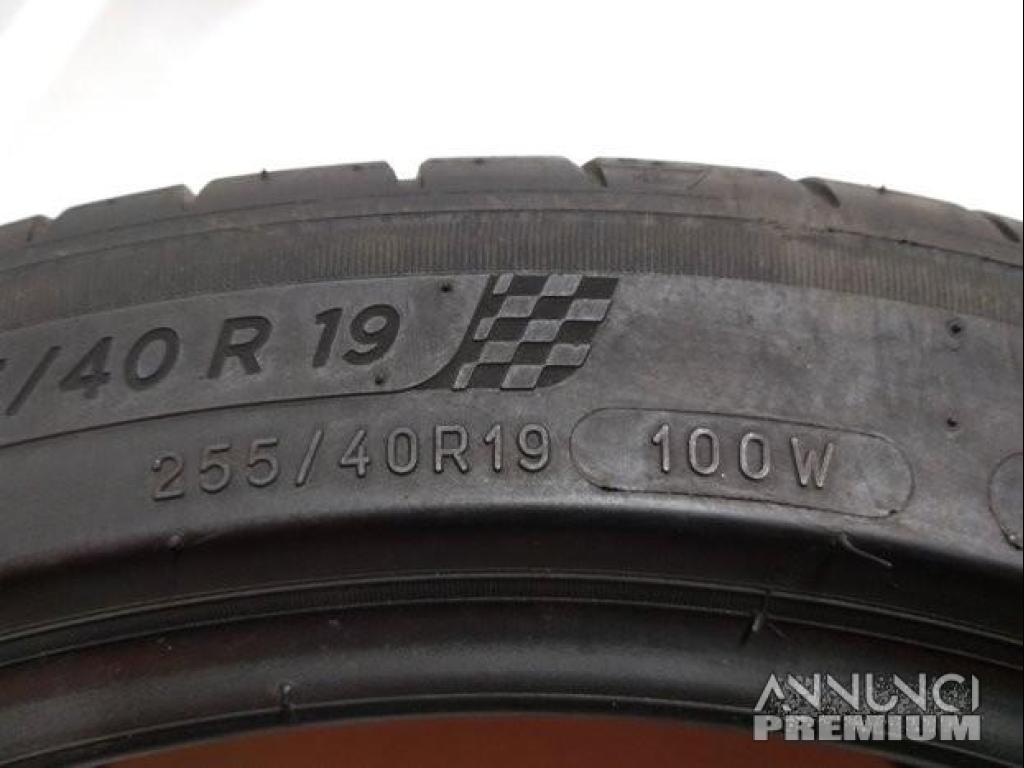 /40 R 19
255/40R19 100W
ANNUNCI
PREMIUM